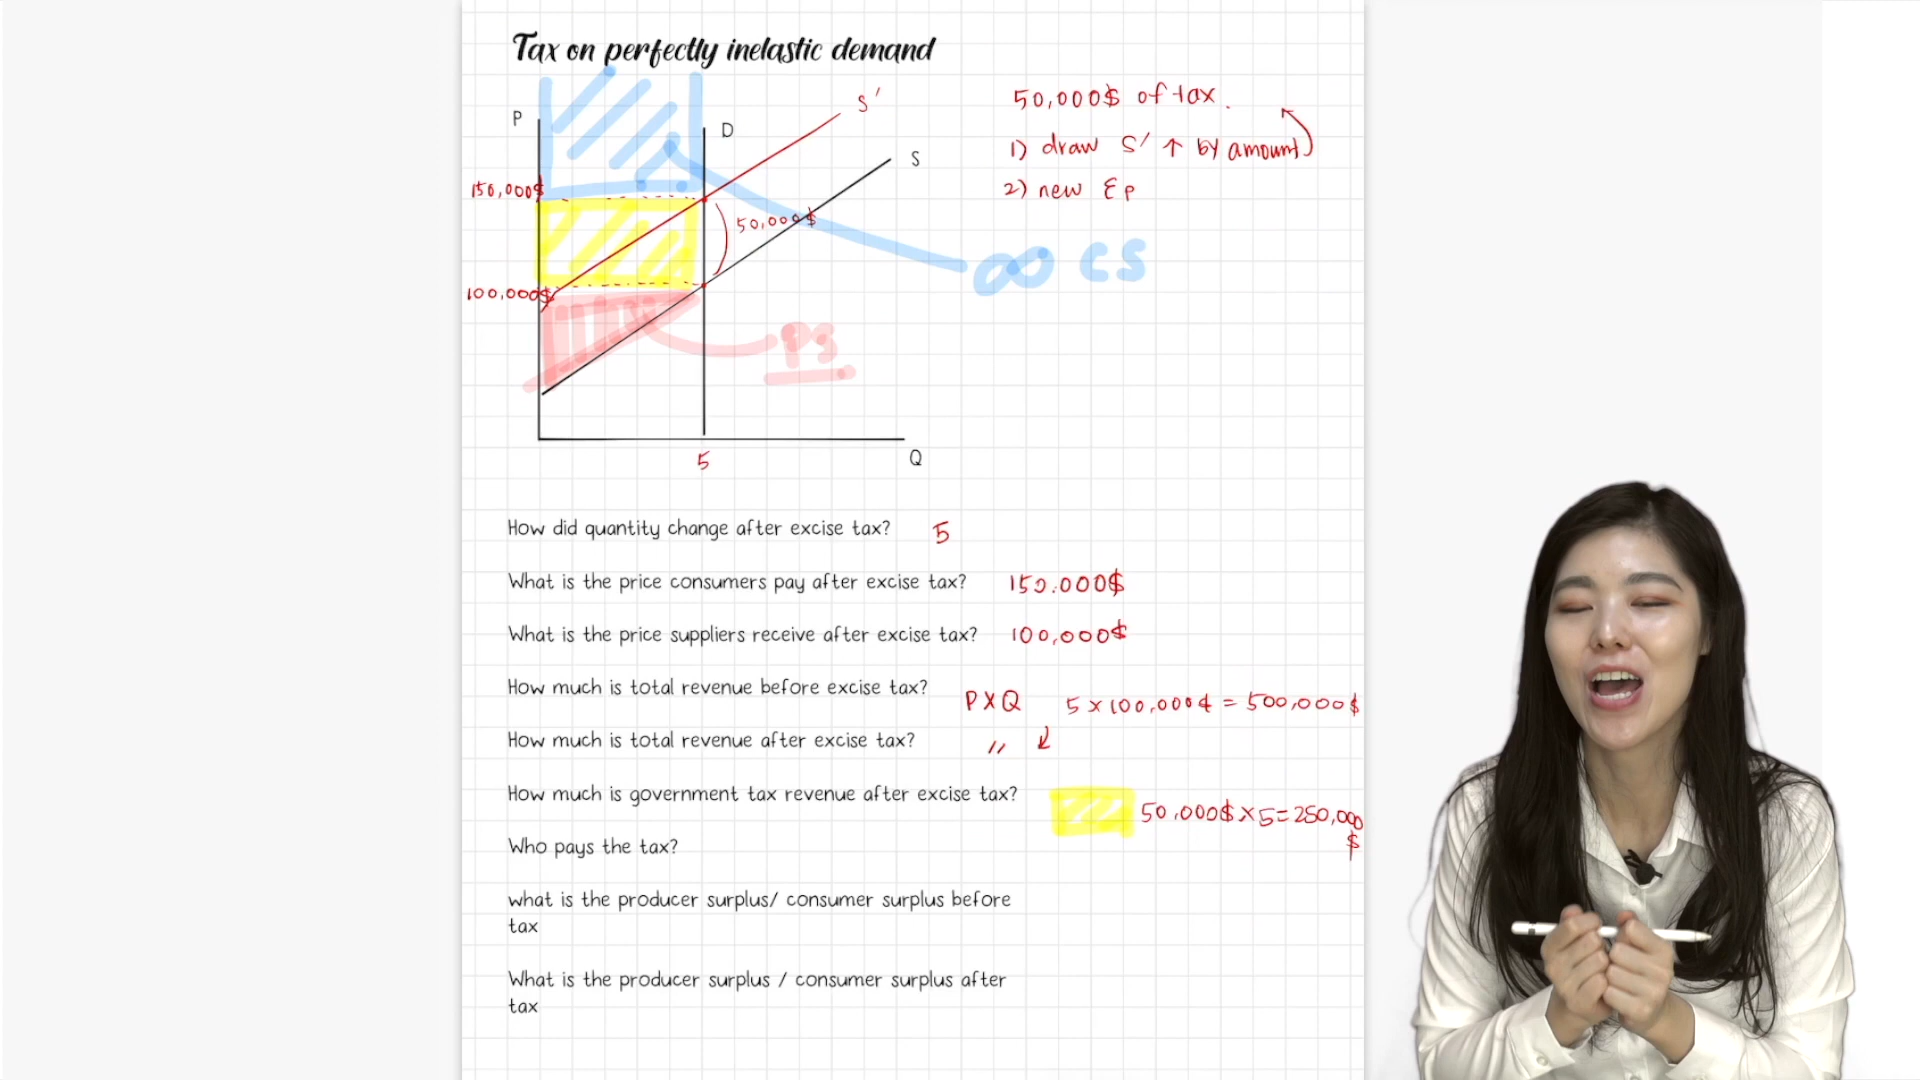 Tax on perfectly inelastic demand
P
D
S'
S
150,000$
50,000$
100,000$
PS
∞ CS
5
Q
50,000$ of tax.
1) draw S' ↑ by amount)
2) new Ep
How did quantity change after excise tax? 5
What is the price consumers pay after excise tax? 150.000$
What is the price suppliers receive after excise tax? 100,000$
How much is total revenue before excise tax? P X Q 5 x 100,000$ = 500,000$
How much is total revenue after excise tax? " ↓
How much is government tax revenue after excise tax? 50,000$ x 5 = 250,000
$
Who pays the tax?
what is the producer surplus/ consumer surplus before
tax
What is the producer surplus / consumer surplus after
tax